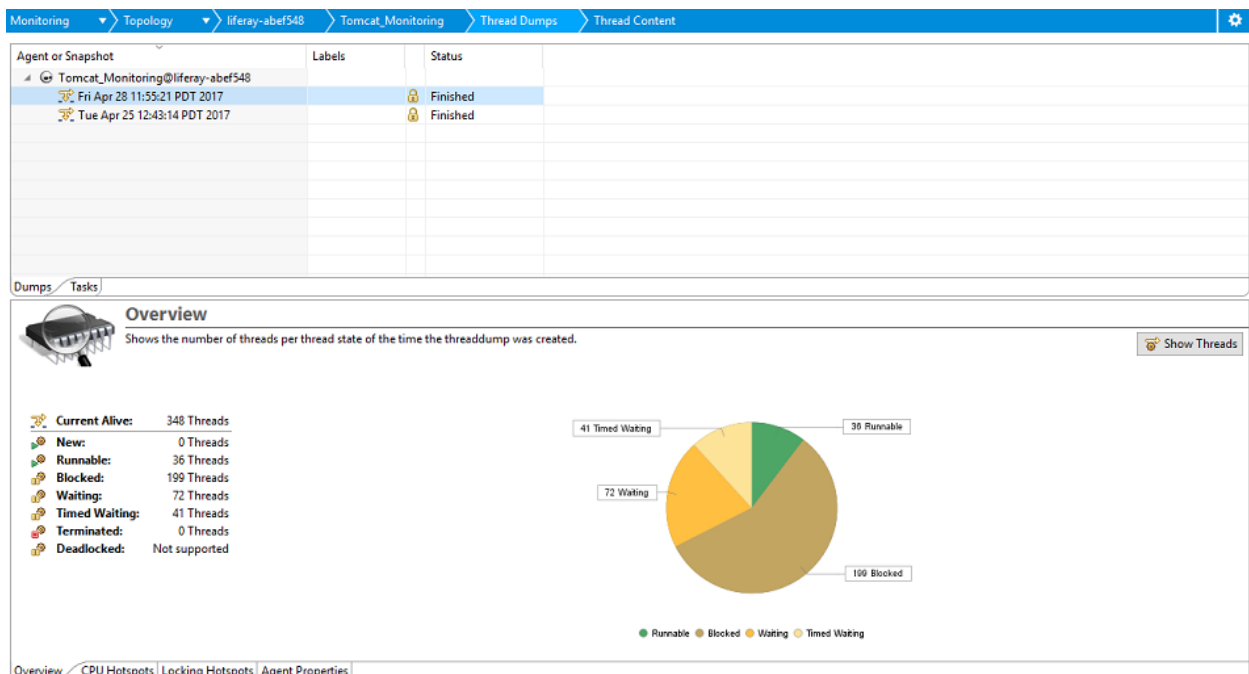 Monitoring Topology liferay-abef548 Tomcat_Monitoring Thread Dumps Thread Content
Agent or Snapshot Labels Status
Tomcat_Monitoring@liferay-abef548
Fri Apr 28 11:55:21 PDT 2017 Finished
Tue Apr 25 12:43:14 PDT 2017 Finished
Dumps Tasks
Overview
Shows the number of threads per thread state of the time the threaddump was created.
Show Threads
Current Alive: 348 Threads
New: 0 Threads
Runnable: 36 Threads
Blocked: 199 Threads
Waiting: 72 Threads
Timed Waiting: 41 Threads
Terminated: 0 Threads
Deadlocked: Not supported
41 Timed Waiting
36 Runnable
72 Waiting
199 Blocked
Runnable Blocked Waiting Timed Waiting
Overview CPU Hotspots Locking Hotspots Agent Properties